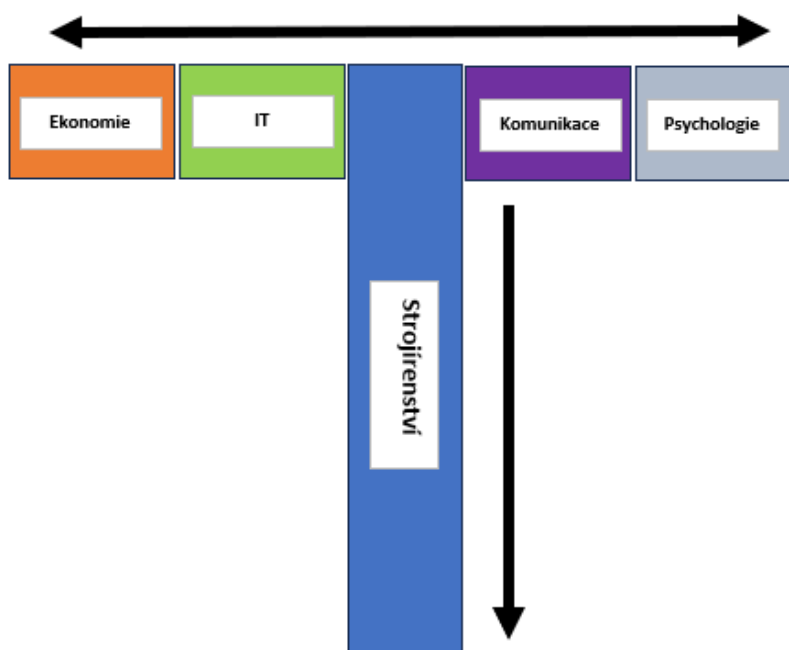 Ekonomie
IT
Komunikace
Psychologie
Strojírenství